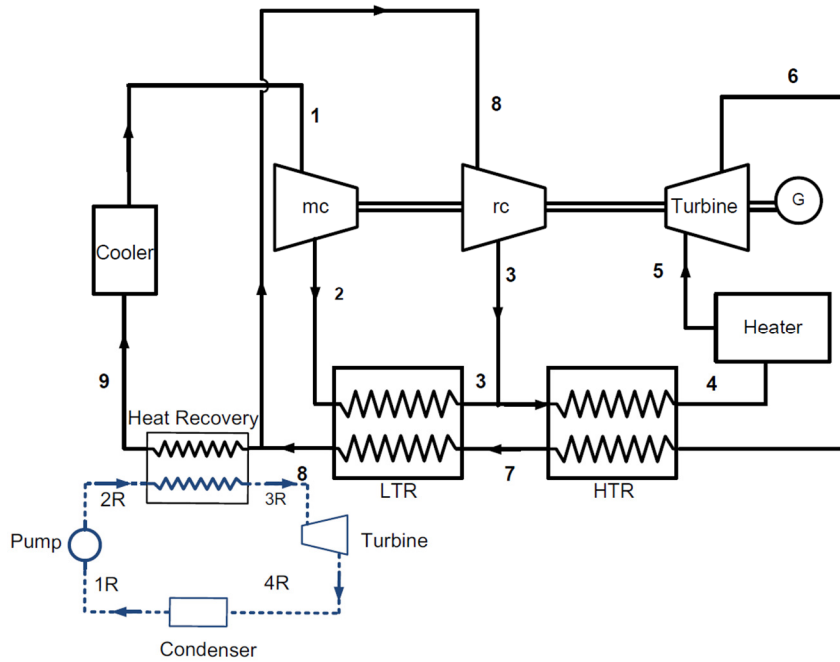 6
8
1
mc
rc
Turbine
G
Cooler
5
3
2
Heater
9
3
4
Heat Recovery
8
7
2R
3R
LTR
HTR
Pump
Turbine
1R
4R
Condenser